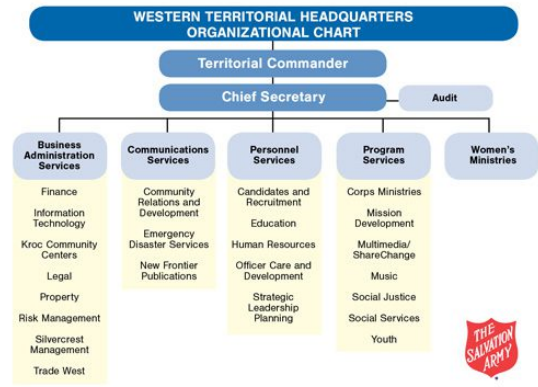 WESTERN TERRITORIAL HEADQUARTERS
ORGANIZATIONAL CHART
Territorial Commander
Chief Secretary
Audit
Business
Administration
Services
Finance
Information
Technology
Kroc Community
Centers
Legal
Property
Risk Management
Silvercrest
Management
Trade West
Communications
Services
Community
Relations and
Development
Emergency
Disaster Services
New Frontier
Publications
Personnel
Services
Candidates and
Recruitment
Education
Human Resources
Officer Care and
Development
Strategic
Leadership
Planning
Program
Services
Corps Ministries
Mission
Development
Multimedia/
ShareChange
Music
Social Justice
Social Services
Youth
Women's
Ministries
THE
SALVATION
ARMY